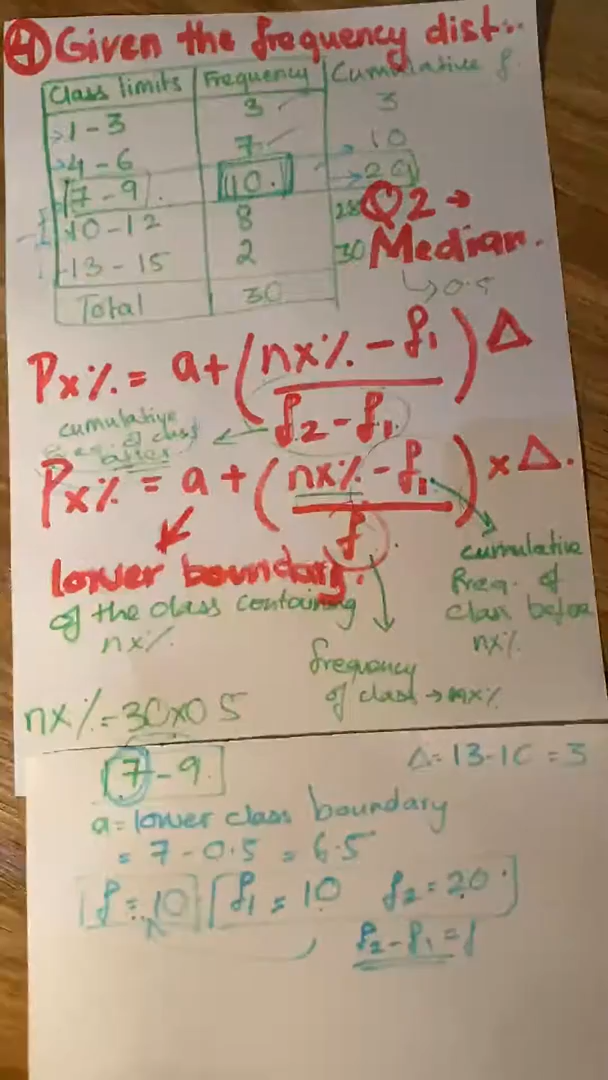 ④ Given the frequency dist...
Class limits Frequency Cumulative f.
1-3 3 3
4-6 7 10
7-9 10 20
10-12 8 28
13-15 2 30
Total 30
Q2 →
Median.
↳ 0.5
Px% = a + (nx% - f₁ / f₂ - f₁) Δ
cumulative
of class
after
Px% = a + (nx% - f₁ / f) x Δ.
lower boundary.
of the class containing
nx%.
cumulative
freq. of
class before
nx%
frequency
of class → nx%
nx% = 30x0.5
7-9
Δ = 13-10 = 3
a = lower class boundary
= 7 - 0.5 = 6.5
f = 10 f₁ = 10 f₂ = 20
f₂ - f₁ = f